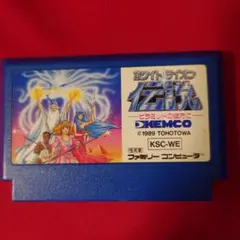 ホワイトライオン
伝説
ピラミッドの彼方に
KEMCO
©1989 TOHOTOWA
KSC-WE
ファミリー コンピュータ